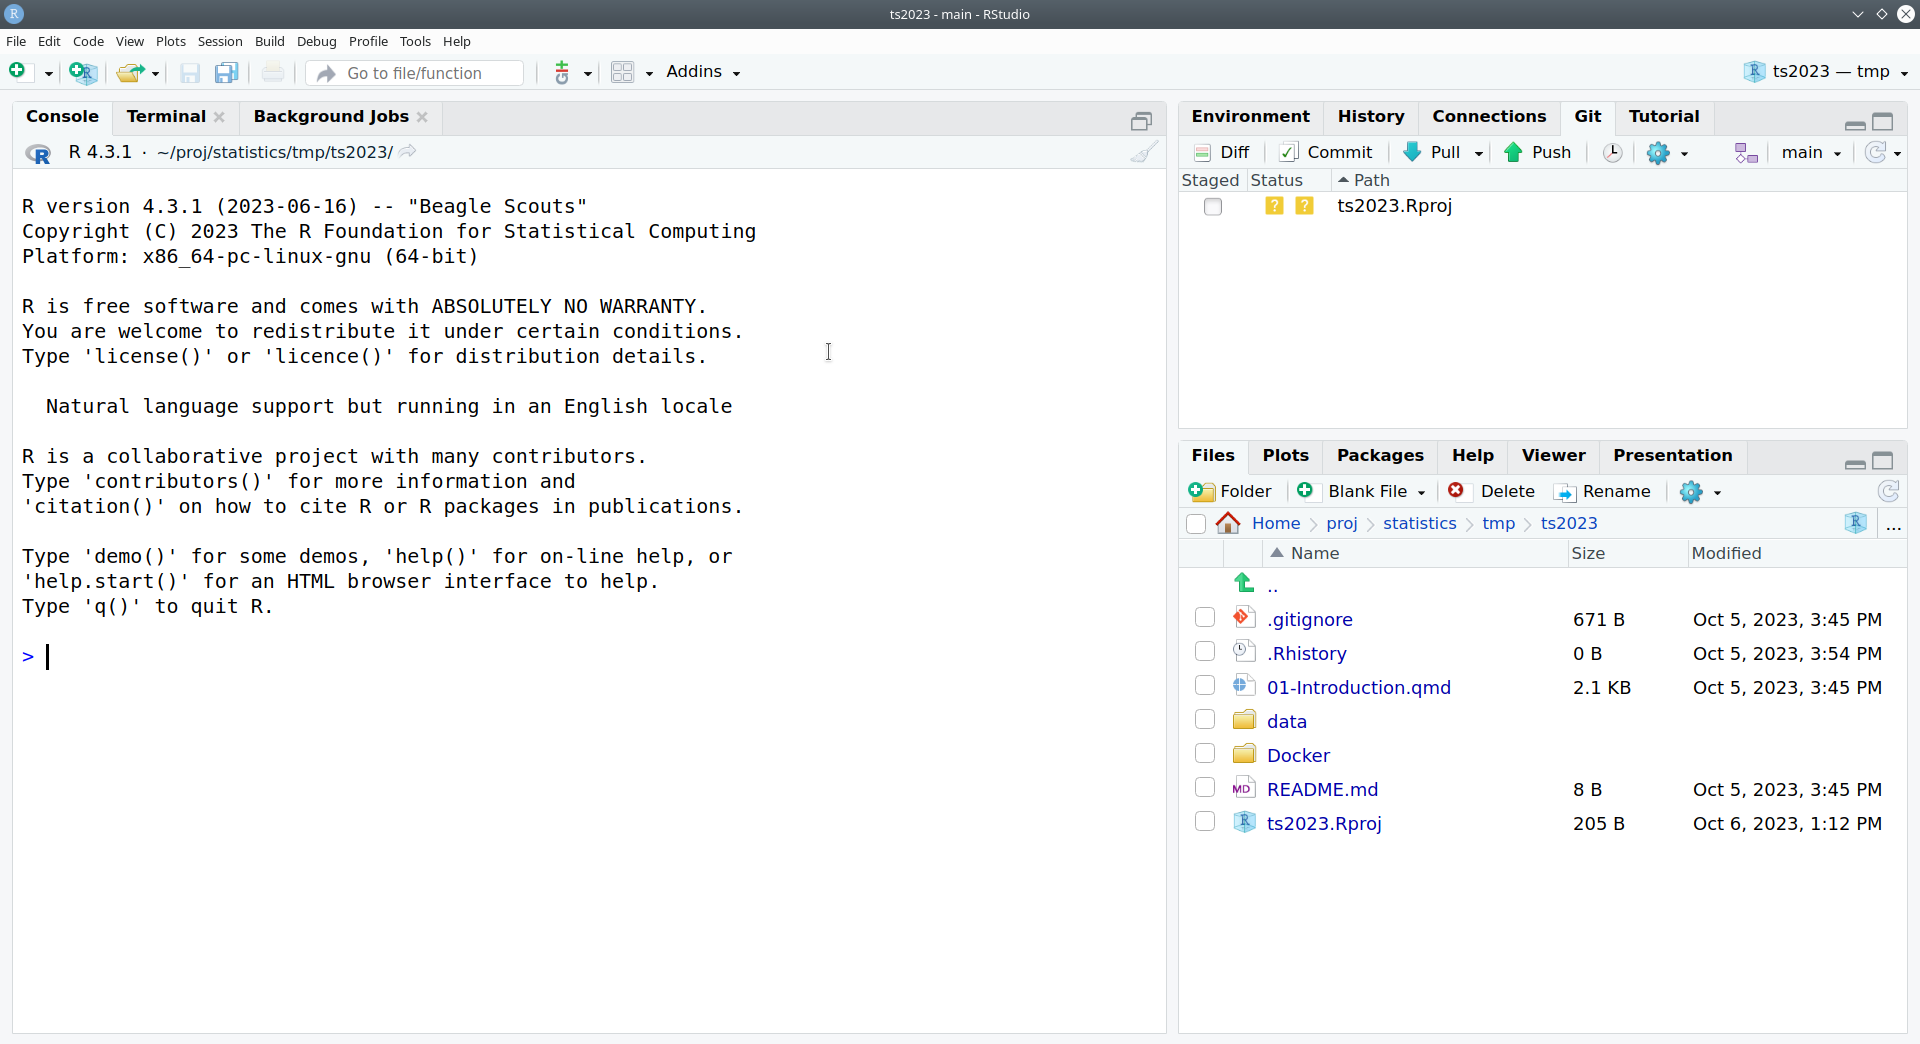 ts2023 - main - RStudio
File Edit Code View Plots Session Build Debug Profile Tools Help
Go to file/function Addins ts2023 — tmp
Console Terminal Background Jobs
R 4.3.1 · ~/proj/statistics/tmp/ts2023/
R version 4.3.1 (2023-06-16) -- "Beagle Scouts"
Copyright (C) 2023 The R Foundation for Statistical Computing
Platform: x86_64-pc-linux-gnu (64-bit)
R is free software and comes with ABSOLUTELY NO WARRANTY.
You are welcome to redistribute it under certain conditions.
Type 'license()' or 'licence()' for distribution details.
Natural language support but running in an English locale
R is a collaborative project with many contributors.
Type 'contributors()' for more information and
'citation()' on how to cite R or R packages in publications.
Type 'demo()' for some demos, 'help()' for on-line help, or
'help.start()' for an HTML browser interface to help.
Type 'q()' to quit R.
>
Environment History Connections Git Tutorial
Diff Commit Pull Push main
Staged Status Path
? ? ts2023.Rproj
Files Plots Packages Help Viewer Presentation
Folder Blank File Delete Rename
Home proj statistics tmp ts2023 ...
Name Size Modified
..
.gitignore 671 B Oct 5, 2023, 3:45 PM
.Rhistory 0 B Oct 5, 2023, 3:54 PM
01-Introduction.qmd 2.1 KB Oct 5, 2023, 3:45 PM
data
Docker
MD README.md 8 B Oct 5, 2023, 3:45 PM
ts2023.Rproj 205 B Oct 6, 2023, 1:12 PM